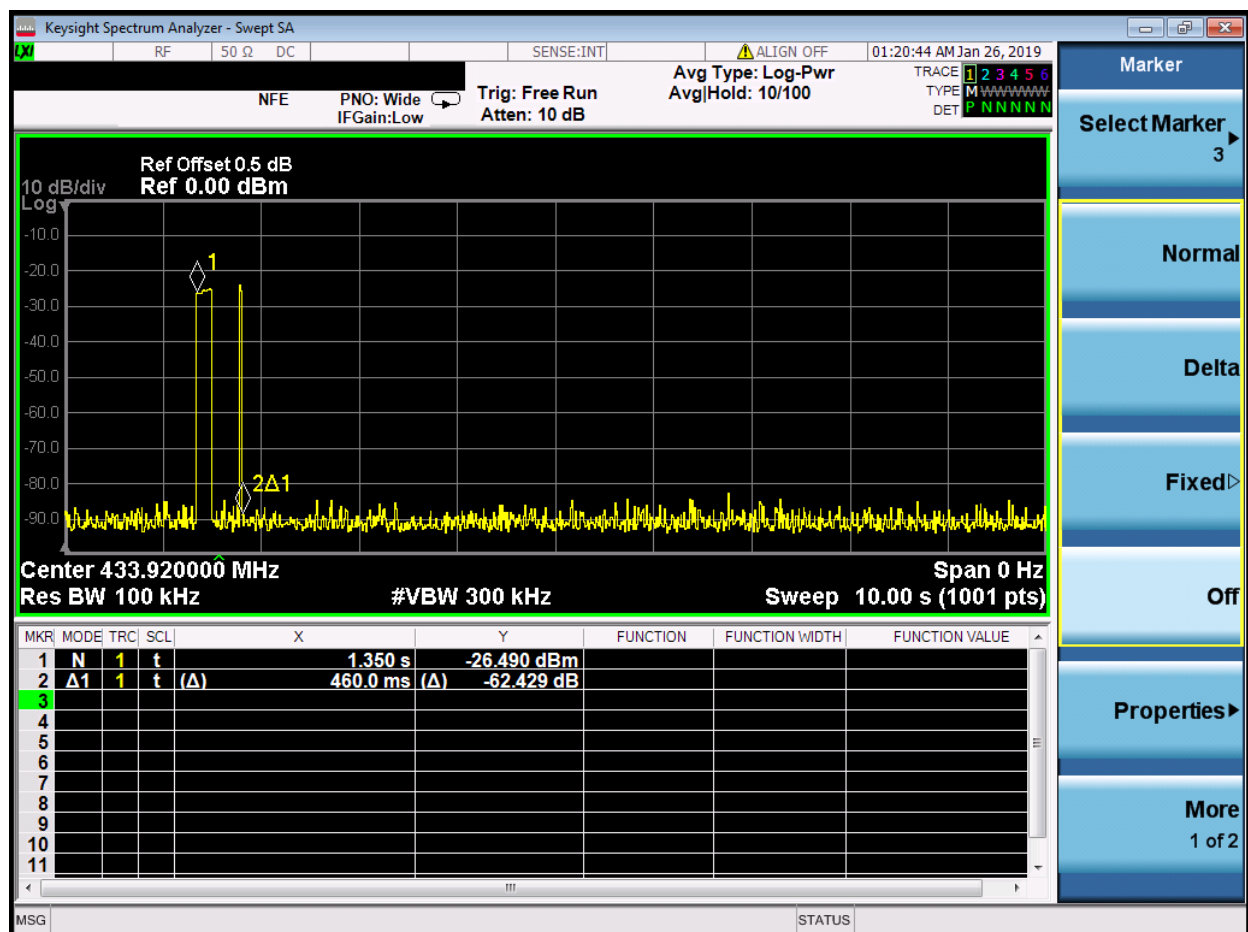 Keysight Spectrum Analyzer - Swept SA
LXI RF 50 Ω DC SENSE:INT ALIGN OFF 01:20:44 AM Jan 26, 2019
NFE PNO: Wide IFGain:Low Trig: Free Run Atten: 10 dB Avg Type: Log-Pwr Avg|Hold: 10/100
TRACE 1 2 3 4 5 6
TYPE M WWWWW
DET P N N N N N
Ref Offset 0.5 dB
10 dB/div Ref 0.00 dBm
Log
-10.0
-20.0
-30.0
-40.0
-50.0
-60.0
-70.0
-80.0
-90.0
1
2Δ1
Center 433.920000 MHz Span 0 Hz
Res BW 100 kHz #VBW 300 kHz Sweep 10.00 s (1001 pts)
MKR MODE TRC SCL X Y FUNCTION FUNCTION WIDTH FUNCTION VALUE
1 N 1 t 1.350 s -26.490 dBm
2 Δ1 1 t (Δ) 460.0 ms (Δ) -62.429 dB
3
4
5
6
7
8
9
10
11
MSG STATUS
Marker
Select Marker
3
Normal
Delta
Fixed
Off
Properties
More
1 of 2